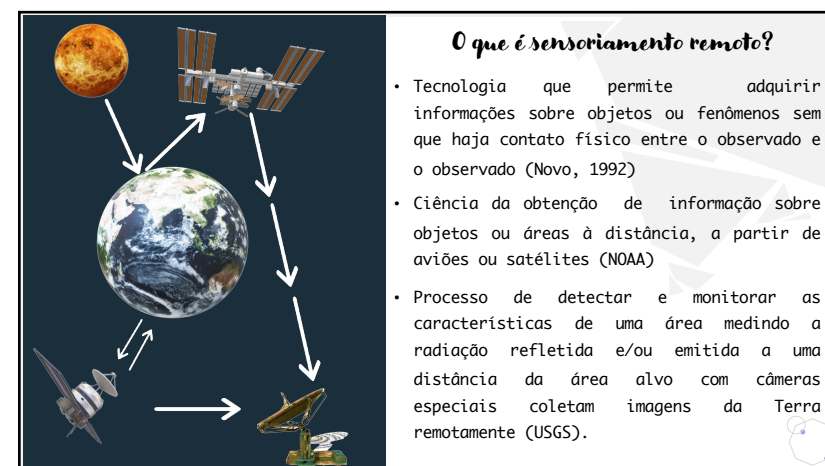 O que é sensoriamento remoto?
• Tecnologia que permite adquirir
informações sobre objetos ou fenômenos sem
que haja contato físico entre o observado e
o observado (Novo, 1992)
• Ciência da obtenção de informação sobre
objetos ou áreas à distância, a partir de
aviões ou satélites (NOAA)
• Processo de detectar e monitorar as
características de uma área medindo a
radiação refletida e/ou emitida a uma
distância da área alvo com câmeras
especiais coletam imagens da Terra
remotamente (USGS).